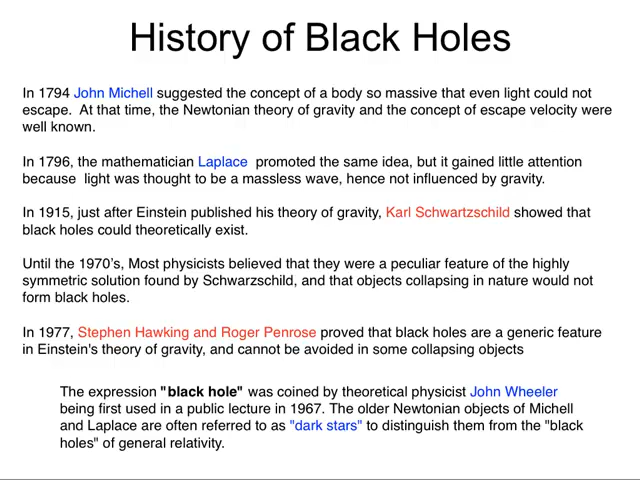 History of Black Holes
In 1794 John Michell suggested the concept of a body so massive that even light could not
escape.  At that time, the Newtonian theory of gravity and the concept of escape velocity were
well known.
In 1796, the mathematician Laplace  promoted the same idea, but it gained little attention
because  light was thought to be a massless wave, hence not influenced by gravity.
In 1915, just after Einstein published his theory of gravity, Karl Schwartzschild showed that
black holes could theoretically exist.
Until the 1970's, Most physicists believed that they were a peculiar feature of the highly
symmetric solution found by Schwarzschild, and that objects collapsing in nature would not
form black holes.
In 1977, Stephen Hawking and Roger Penrose proved that black holes are a generic feature
in Einstein's theory of gravity, and cannot be avoided in some collapsing objects
The expression "black hole" was coined by theoretical physicist John Wheeler
being first used in a public lecture in 1967. The older Newtonian objects of Michell
and Laplace are often referred to as "dark stars" to distinguish them from the "black
holes" of general relativity.